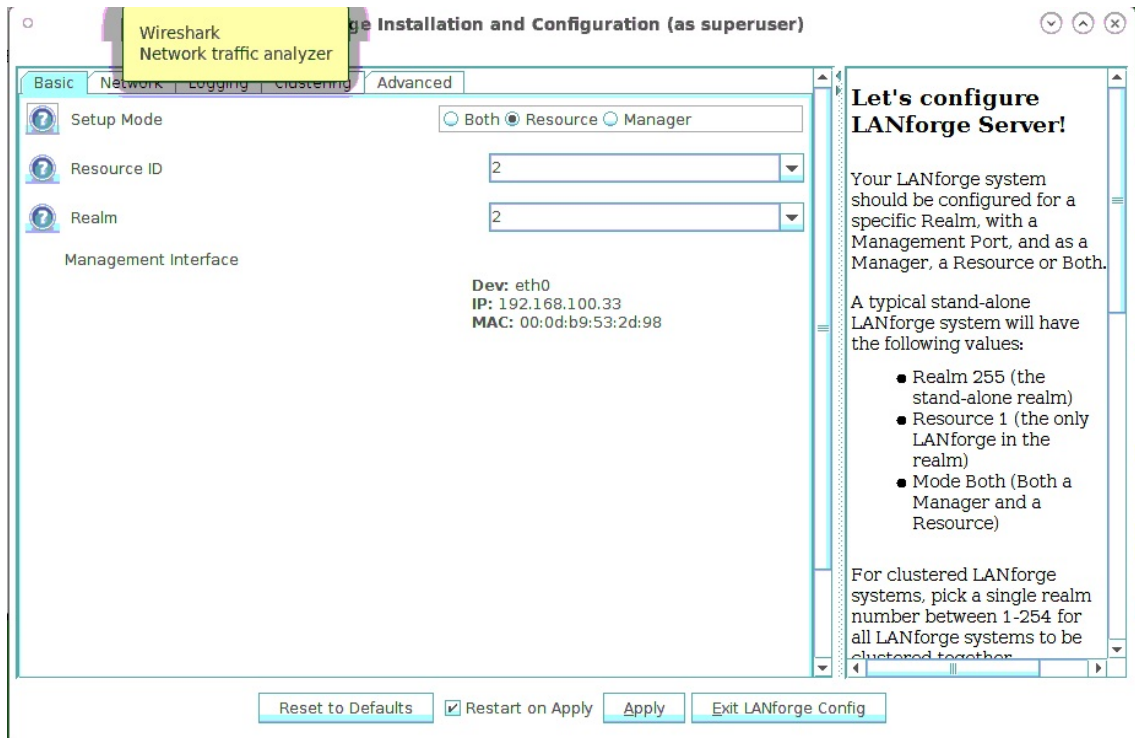 Wireshark
Network traffic analyzer
ge Installation and Configuration (as superuser)
Basic Network Logging Clustering Advanced
Setup Mode
Both Resource Manager
Resource ID
2
Realm
2
Management Interface
Dev: eth0
IP: 192.168.100.33
MAC: 00:0d:b9:53:2d:98
Let's configure
LANforge Server!
Your LANforge system
should be configured for a
specific Realm, with a
Management Port, and as a
Manager, a Resource or Both.
A typical stand-alone
LANforge system will have
the following values:
Realm 255 (the
stand-alone realm)
Resource 1 (the only
LANforge in the
realm)
Mode Both (Both a
Manager and a
Resource)
For clustered LANforge
systems, pick a single realm
number between 1-254 for
all LANforge systems to be
clustered together
Reset to Defaults Restart on Apply Apply Exit LANforge Config